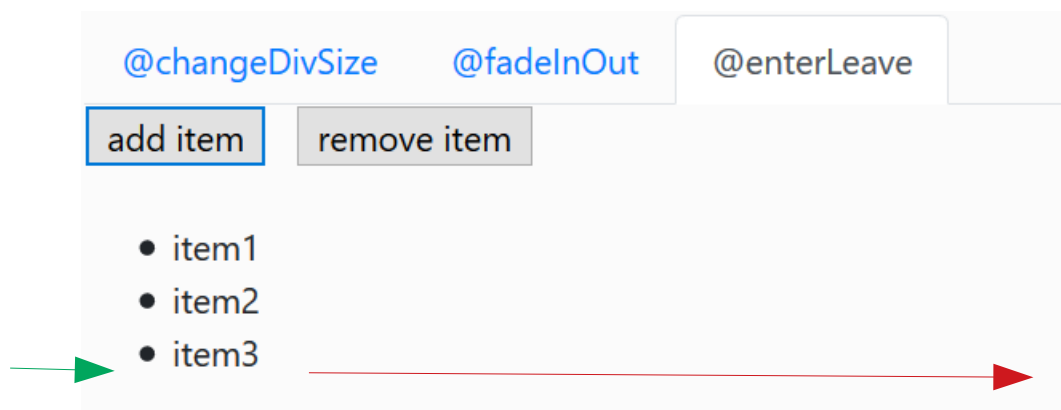 @changeDivSize @fadeInOut @enterLeave
add item remove item
item1
item2
item3